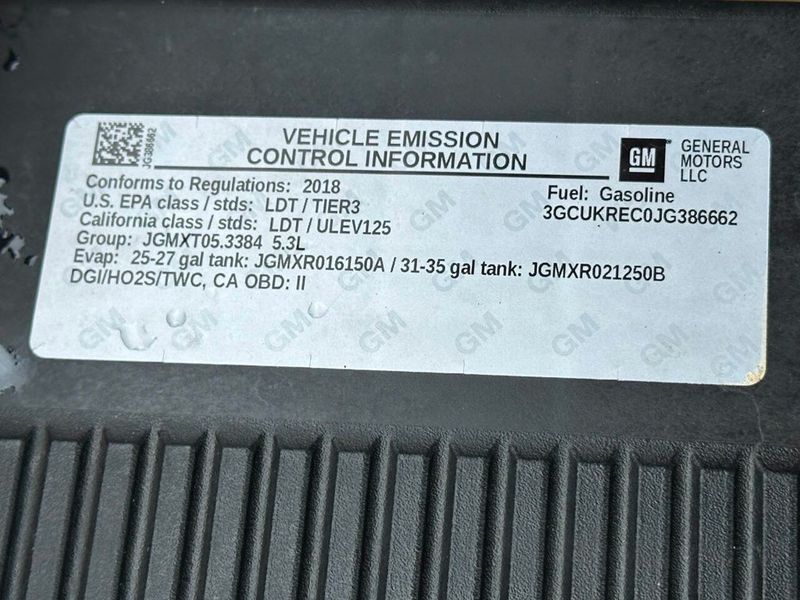 JG386662
VEHICLE EMISSION
CONTROL INFORMATION
GM
GENERAL
MOTORS
LLC
Conforms to Regulations: 2018
Fuel: Gasoline
U.S. EPA class / stds: LDT / TIER3
3GCUKREC0JG386662
California class / stds: LDT / ULEV125
Group: JGMXT05.3384 5.3L
Evap: 25-27 gal tank: JGMXR016150A / 31-35 gal tank: JGMXR021250B
DGI/HO2S/TWC, CA OBD: II